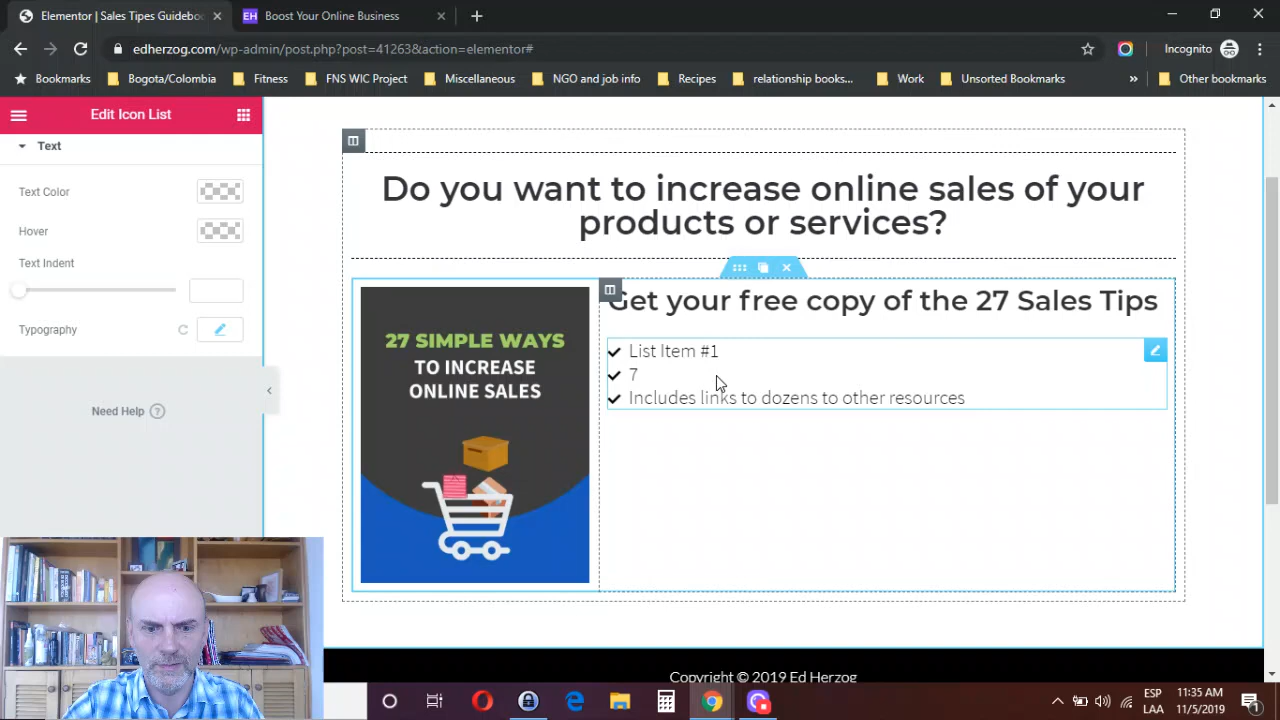 Elementor | Sales Tips Guidebo
Boost Your Online Business
edherzog.com/wp-admin/post.php?post=41263&action=elementor#
Incognito
Bookmarks
Bogota/Colombia
Fitness
FNS WIC Project
Miscellaneous
NGO and job info
Recipes
relationship books...
Work
Unsorted Bookmarks
»
Other bookmarks
Edit Icon List
Text
Text Color
Hover
Text Indent
Typography
Need Help ?
Do you want to increase online sales of your
products or services?
27 SIMPLE WAYS
TO INCREASE
ONLINE SALES
Get your free copy of the 27 Sales Tips
List Item #1
7
Includes links to dozens to other resources
Copyright © 2019 Ed Herzog
ESP
LAA
11:35 AM
11/5/2019